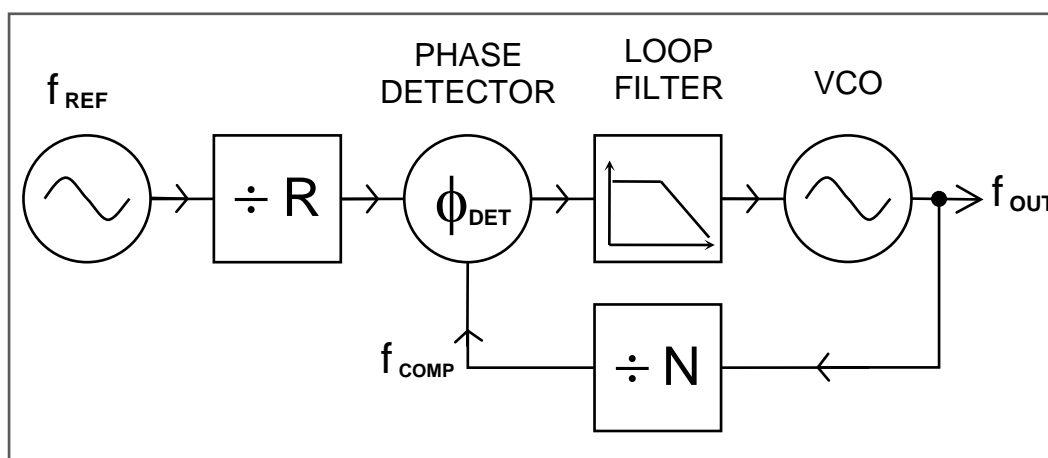 PHASE
DETECTOR
LOOP
FILTER
VCO
f REF
÷ R
ϕDET
f OUT
f COMP
÷ N